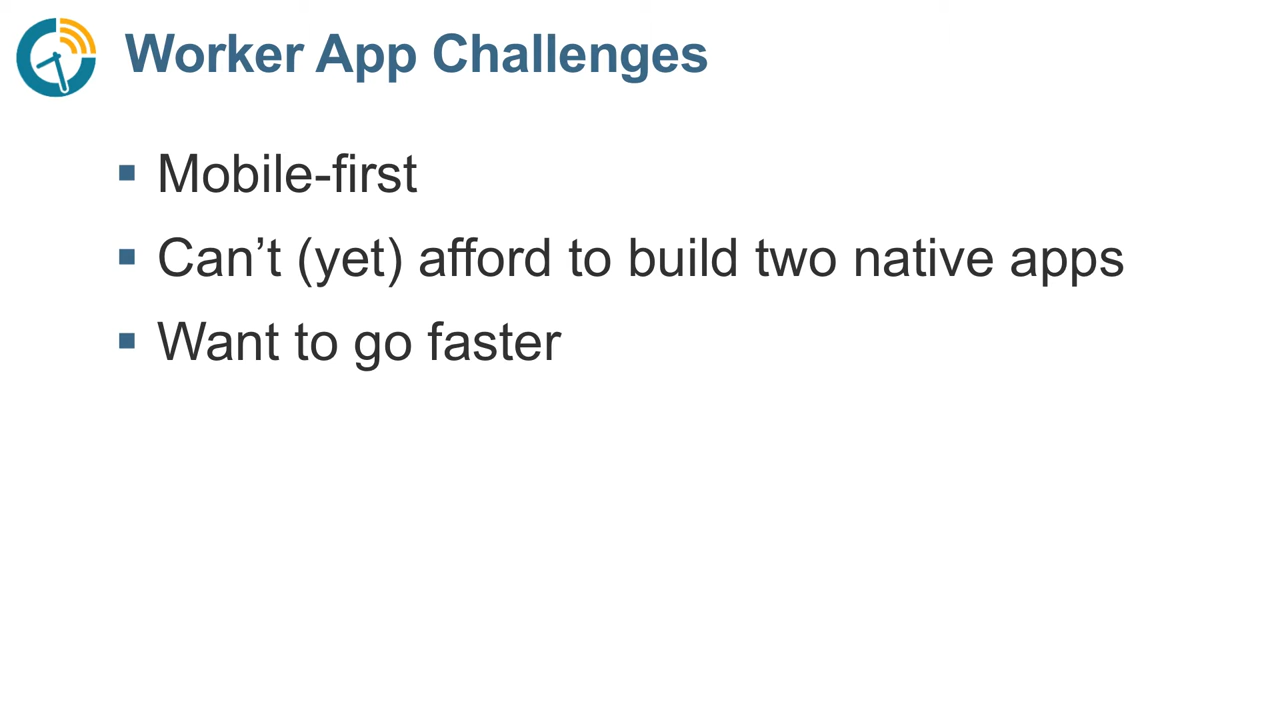 Worker App Challenges
▪ Mobile-first
▪ Can’t (yet) afford to build two native apps
▪ Want to go faster